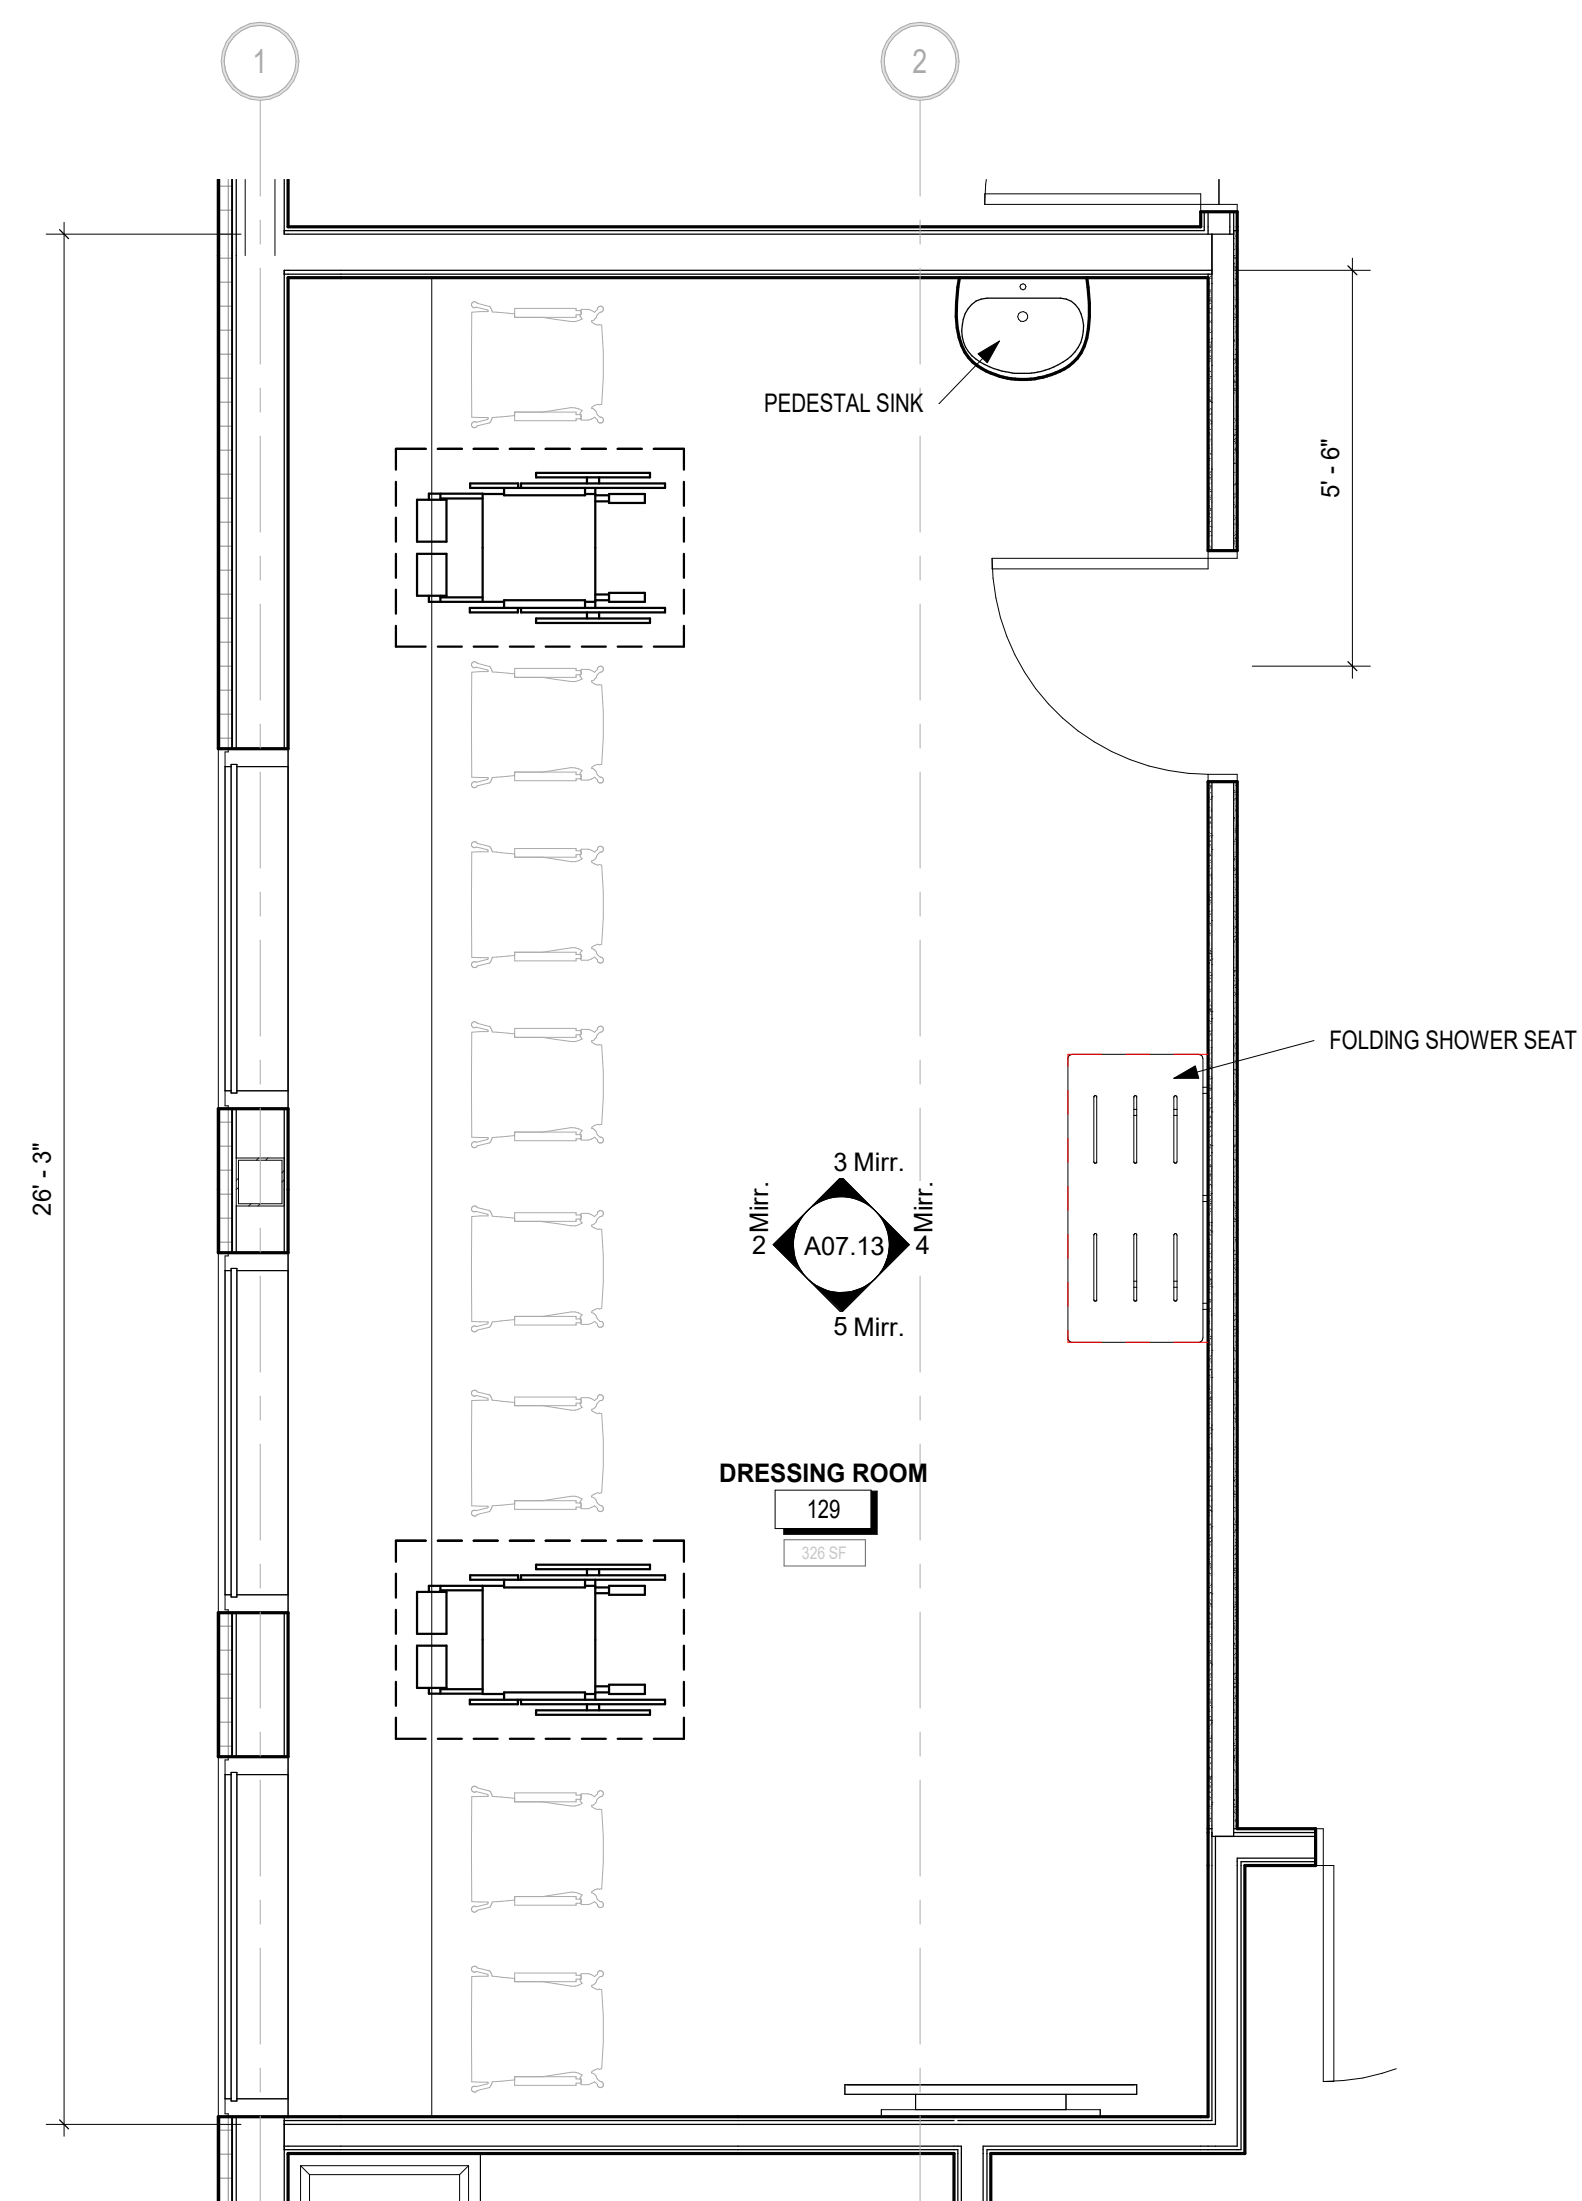 1
2
PEDESTAL SINK
5' - 6"
FOLDING SHOWER SEAT
26' - 3"
3 Mirr.
2 Mirr.
A07.13
4 Mirr.
5 Mirr.
DRESSING ROOM
129
326 SF